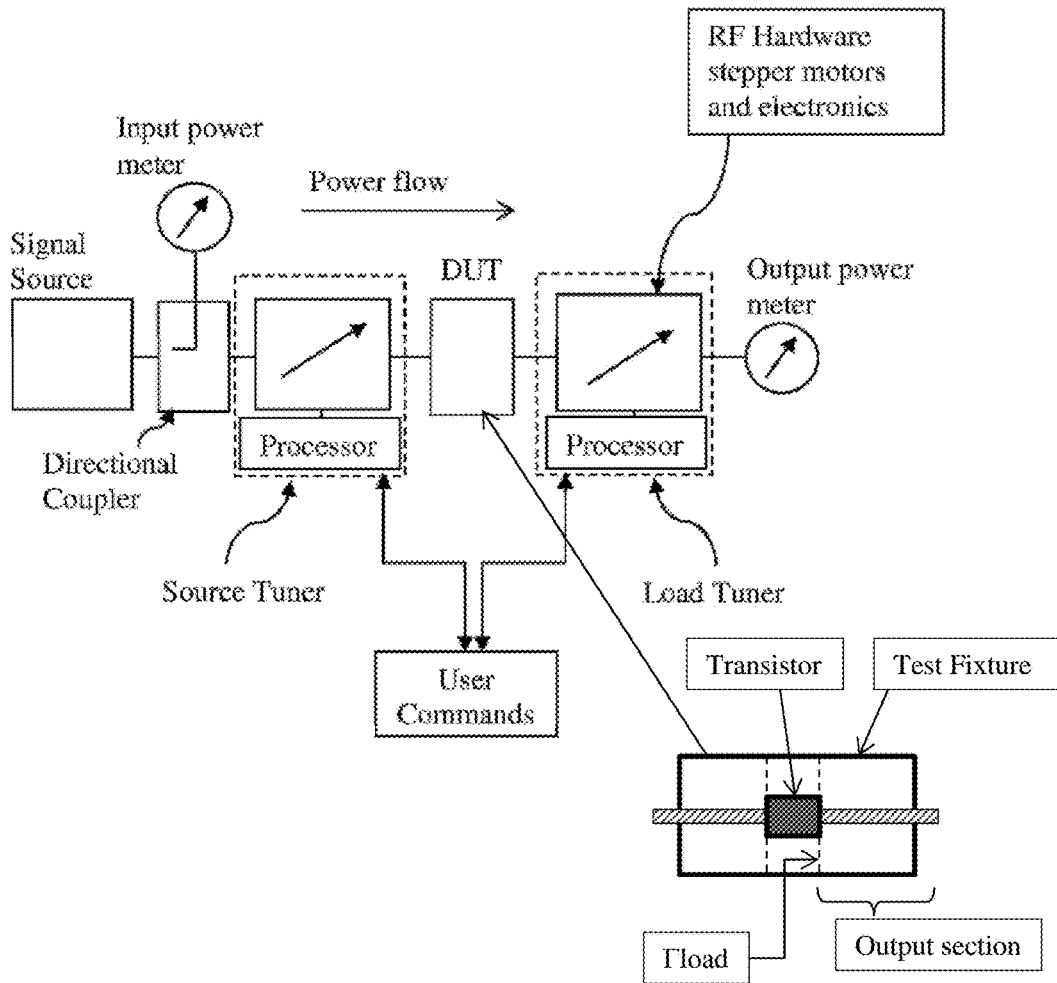 RF Hardware
stepper motors
and electronics
Input power
meter
Power flow
Signal
Source
DUT
Output power
meter
Processor
Processor
Directional
Coupler
Source Tuner
Load Tuner
User
Commands
Transistor
Test Fixture
Γload
Output section